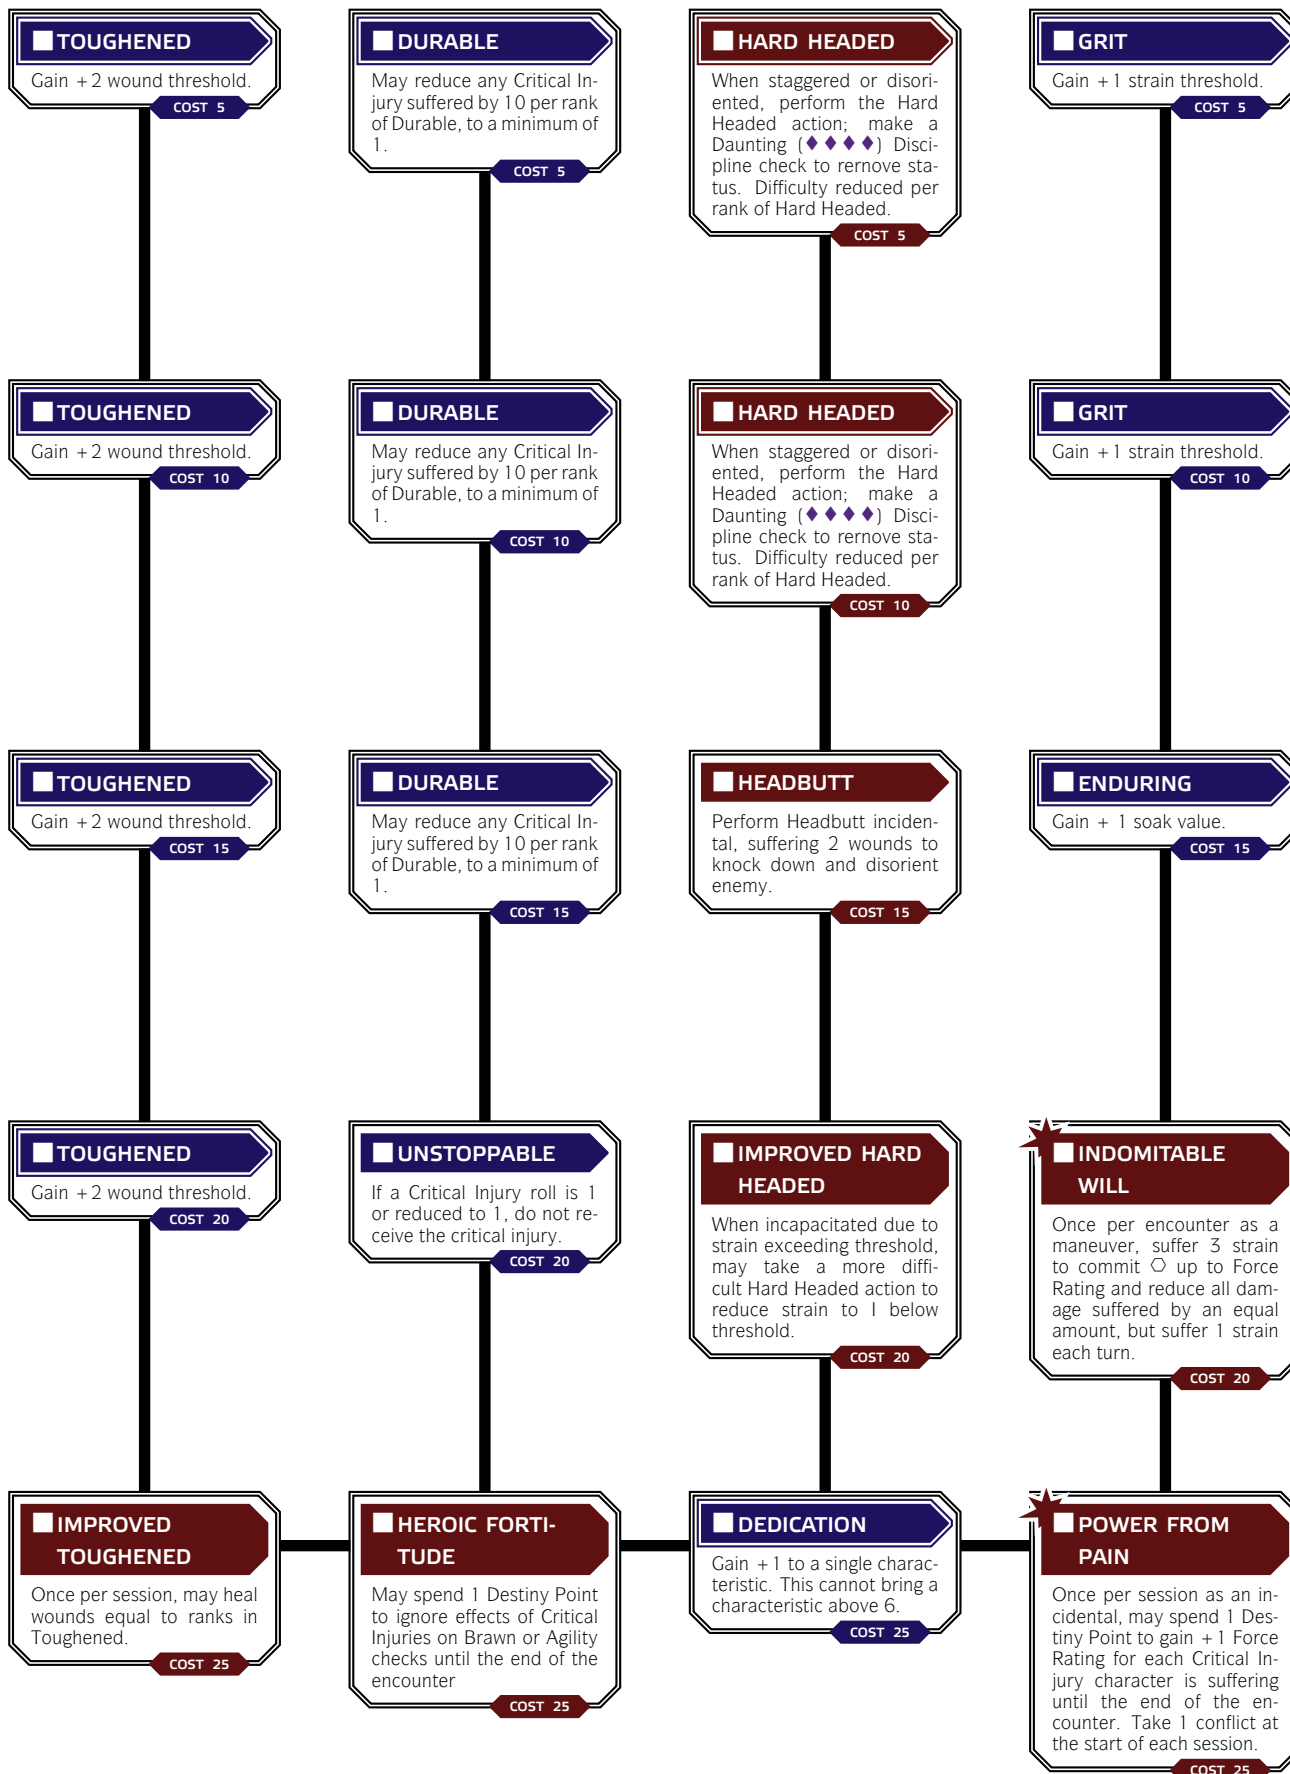 TOUGHENED
Gain +2 wound threshold.
COST 5
DURABLE
May reduce any Critical In-
jury suffered by 10 per rank
of Durable, to a minimum of
1.
COST 5
HARD HEADED
When staggered or disori-
ented, perform the Hard
Headed action; make a
Daunting (♦♦♦♦) Disci-
pline check to rernove sta-
tus. Difficulty reduced per
rank of Hard Headed.
COST 5
GRIT
Gain +1 strain threshold.
COST 5
TOUGHENED
Gain +2 wound threshold.
COST 10
DURABLE
May reduce any Critical In-
jury suffered by 10 per rank
of Durable, to a minimum of
1.
COST 10
HARD HEADED
When staggered or disori-
ented, perform the Hard
Headed action; make a
Daunting (♦♦♦♦) Disci-
pline check to rernove sta-
tus. Difficulty reduced per
rank of Hard Headed.
COST 10
GRIT
Gain +1 strain threshold.
COST 10
TOUGHENED
Gain +2 wound threshold.
COST 15
DURABLE
May reduce any Critical In-
jury suffered by 10 per rank
of Durable, to a minimum of
1.
COST 15
HEADBUTT
Perform Headbutt inciden-
tal, suffering 2 wounds to
knock down and disorient
enemy.
COST 15
ENDURING
Gain + 1 soak value.
COST 15
TOUGHENED
Gain +2 wound threshold.
COST 20
UNSTOPPABLE
If a Critical Injury roll is 1
or reduced to 1, do not re-
ceive the critical injury.
COST 20
IMPROVED HARD
HEADED
When incapacitated due to
strain exceeding threshold,
may take a more diffi-
cult Hard Headed action to
reduce strain to I below
threshold.
COST 20
INDOMITABLE
WILL
Once per encounter as a
maneuver, suffer 3 strain
to commit ⬡ up to Force
Rating and reduce all dam-
age suffered by an equal
amount, but suffer 1 strain
each turn.
COST 20
IMPROVED
TOUGHENED
Once per session, may heal
wounds equal to ranks in
Toughened.
COST 25
HEROIC FORTI-
TUDE
May spend 1 Destiny Point
to ignore effects of Critical
Injuries on Brawn or Agility
checks until the end of the
encounter
COST 25
DEDICATION
Gain +1 to a single charac-
teristic. This cannot bring a
characteristic above 6.
COST 25
POWER FROM
PAIN
Once per session as an in-
cidental, may spend 1 Des-
tiny Point to gain +1 Force
Rating for each Critical In-
jury character is suffering
until the end of the en-
counter. Take 1 conflict at
the start of each session.
COST 25